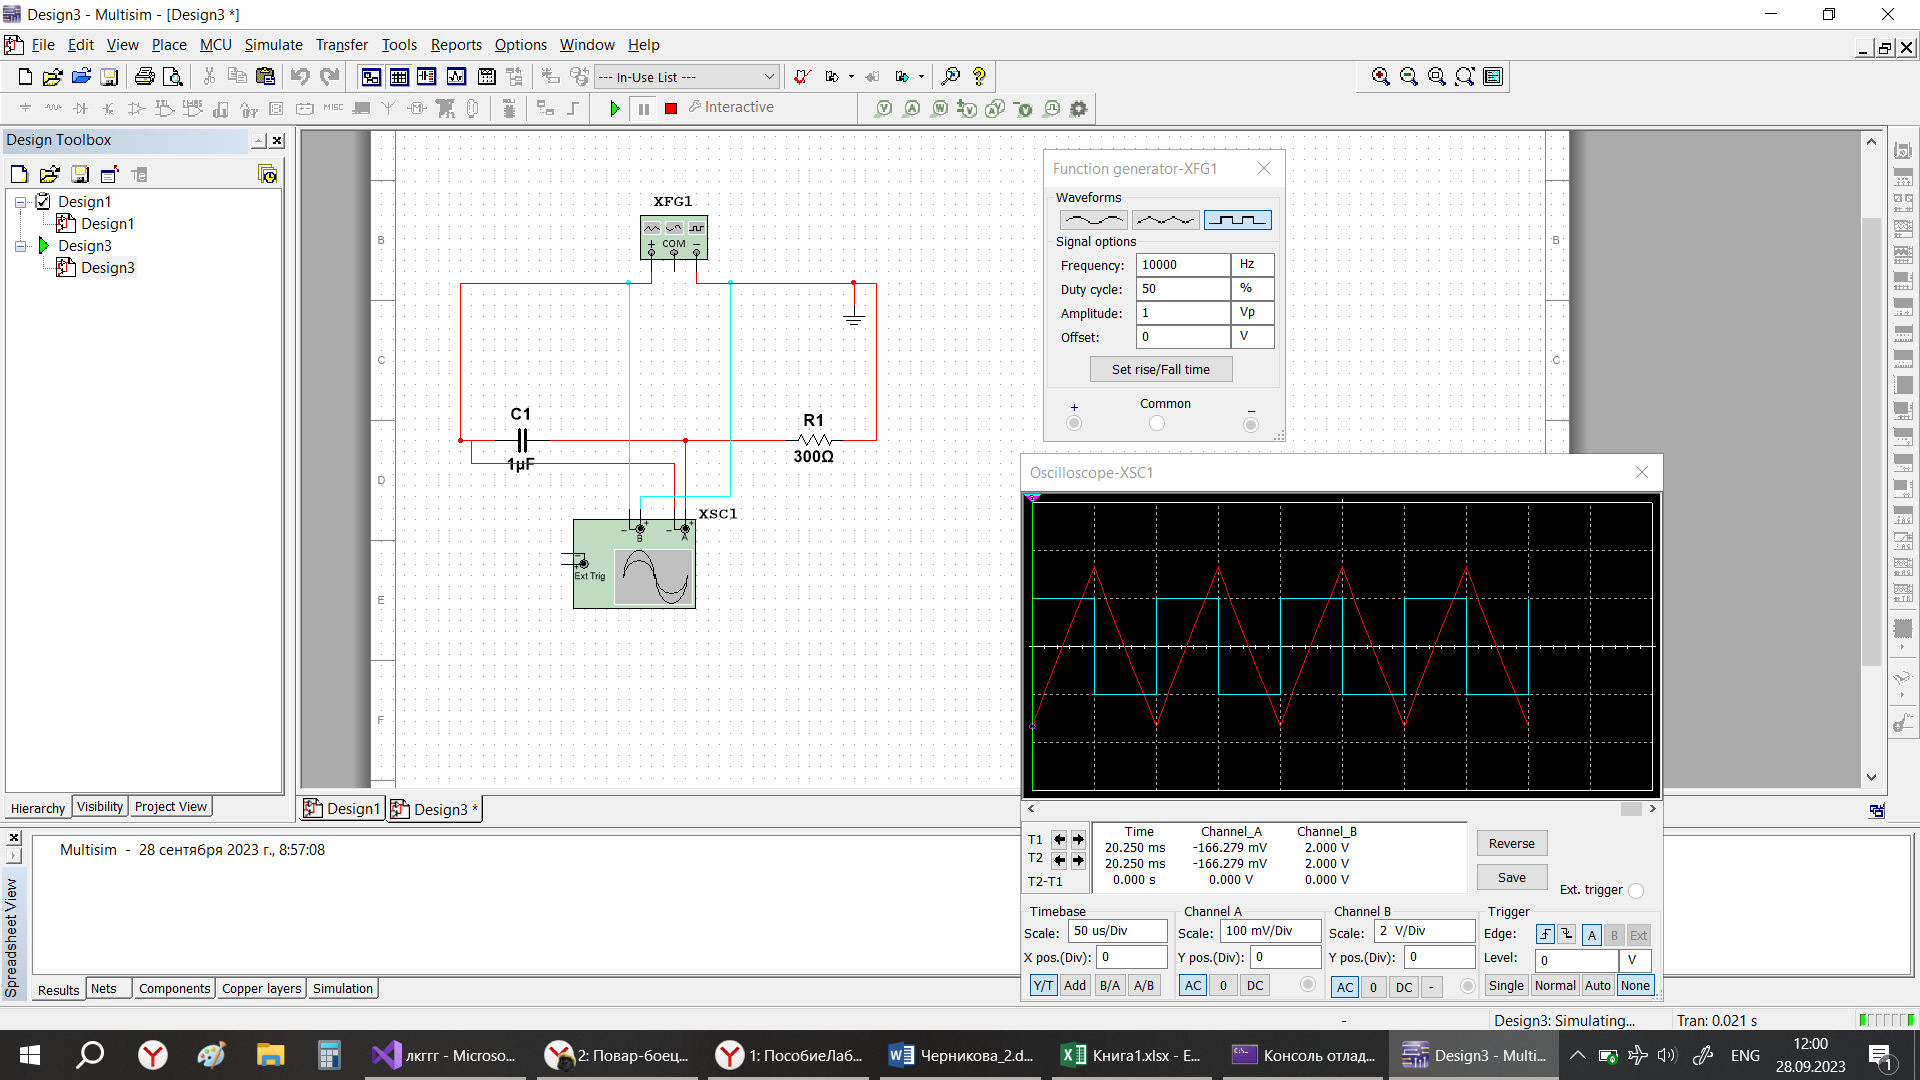 Design3 - Multisim - [Design3 *]
File Edit View Place MCU Simulate Transfer Tools Reports Options Window Help
--- In-Use List ---
MISC Interactive
Design Toolbox
Design1
Design1
Design3
Design3
Hierarchy Visibility Project View
B
C
D
E
F
B
C
XFG1
+ COM −
C1
1µF
R1
300Ω
XSC1
B A
Ext Trig
Design1 Design3 *
Function generator-XFG1
Waveforms
Signal options
Frequency: 10000 Hz
Duty cycle: 50 %
Amplitude: 1 Vp
Offset: 0 V
Set rise/Fall time
+ Common −
Oscilloscope-XSC1
Time Channel_A Channel_B
T1 20.250 ms -166.279 mV 2.000 V
T2 20.250 ms -166.279 mV 2.000 V
T2-T1 0.000 s 0.000 V 0.000 V
Reverse
Save
Ext. trigger
Timebase
Scale: 50 us/Div
X pos.(Div): 0
Y/T Add B/A A/B
Channel A
Scale: 100 mV/Div
Y pos.(Div): 0
AC 0 DC
Channel B
Scale: 2 V/Div
Y pos.(Div): 0
AC 0 DC -
Trigger
Edge: A B Ext
Level: 0 V
Single Normal Auto None
Multisim - 28 сентября 2023 г., 8:57:08
Spreadsheet View
Results Nets Components Copper layers Simulation
- Design3: Simulating... Tran: 0.021 s
лкггг - Microso...
2: Повар-боец...
1: ПособиеЛаб...
Черникова_2.d...
Книга1.xlsx - E...
Консоль отлад...
Design3 - Multi...
ENG
12:00
28.09.2023
1